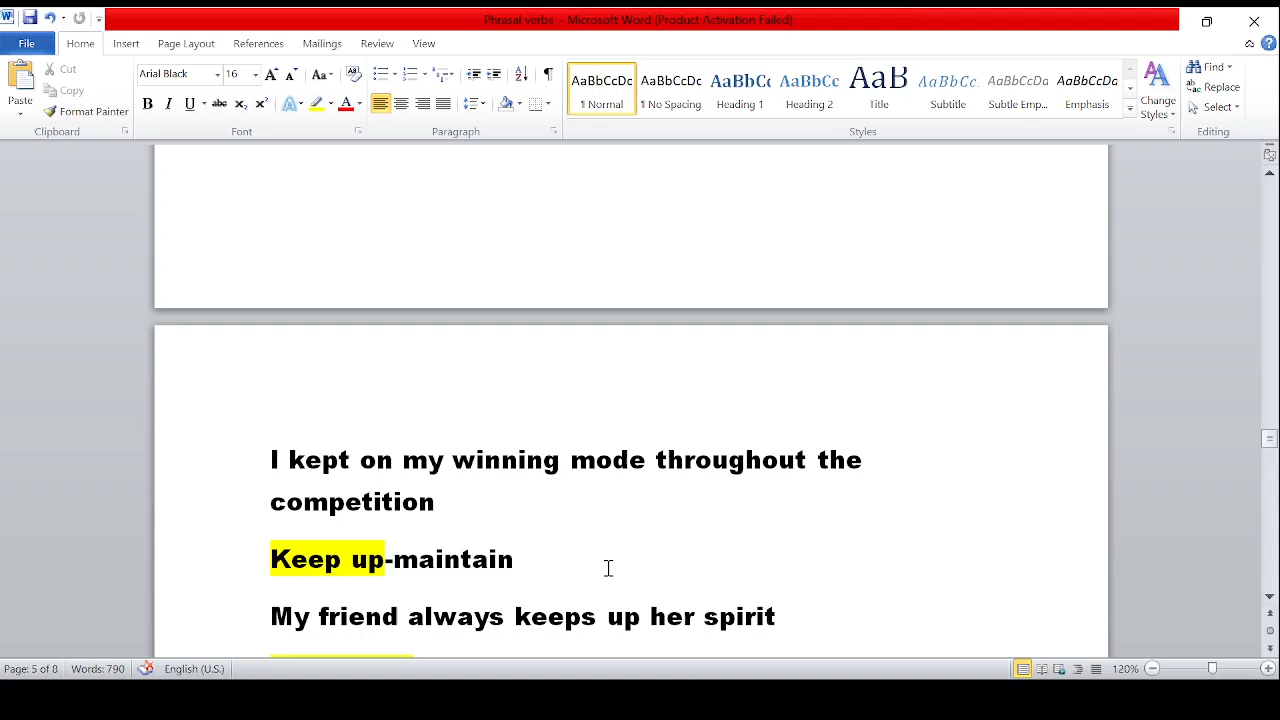 Phrasal verbs - Microsoft Word (Product Activation Failed)
File Home Insert Page Layout References Mailings Review View
Paste
Cut
Copy
Format Painter
Clipboard
Arial Black 16
Font
Paragraph
AaBbCcDc AaBbCcDc AaBbCc AaBbCc AaB AaBbCc. AaBbCcDc AaBbCcDc
¶ Normal ¶ No Spacing Heading 1 Heading 2 Title Subtitle Subtle Em... Emphasis
Styles
Change
Styles
Find
Replace
Select
Editing
I kept on my winning mode throughout the
competition
Keep up-maintain
My friend always keeps up her spirit
Page: 5 of 8 Words: 790 English (U.S.) 120%